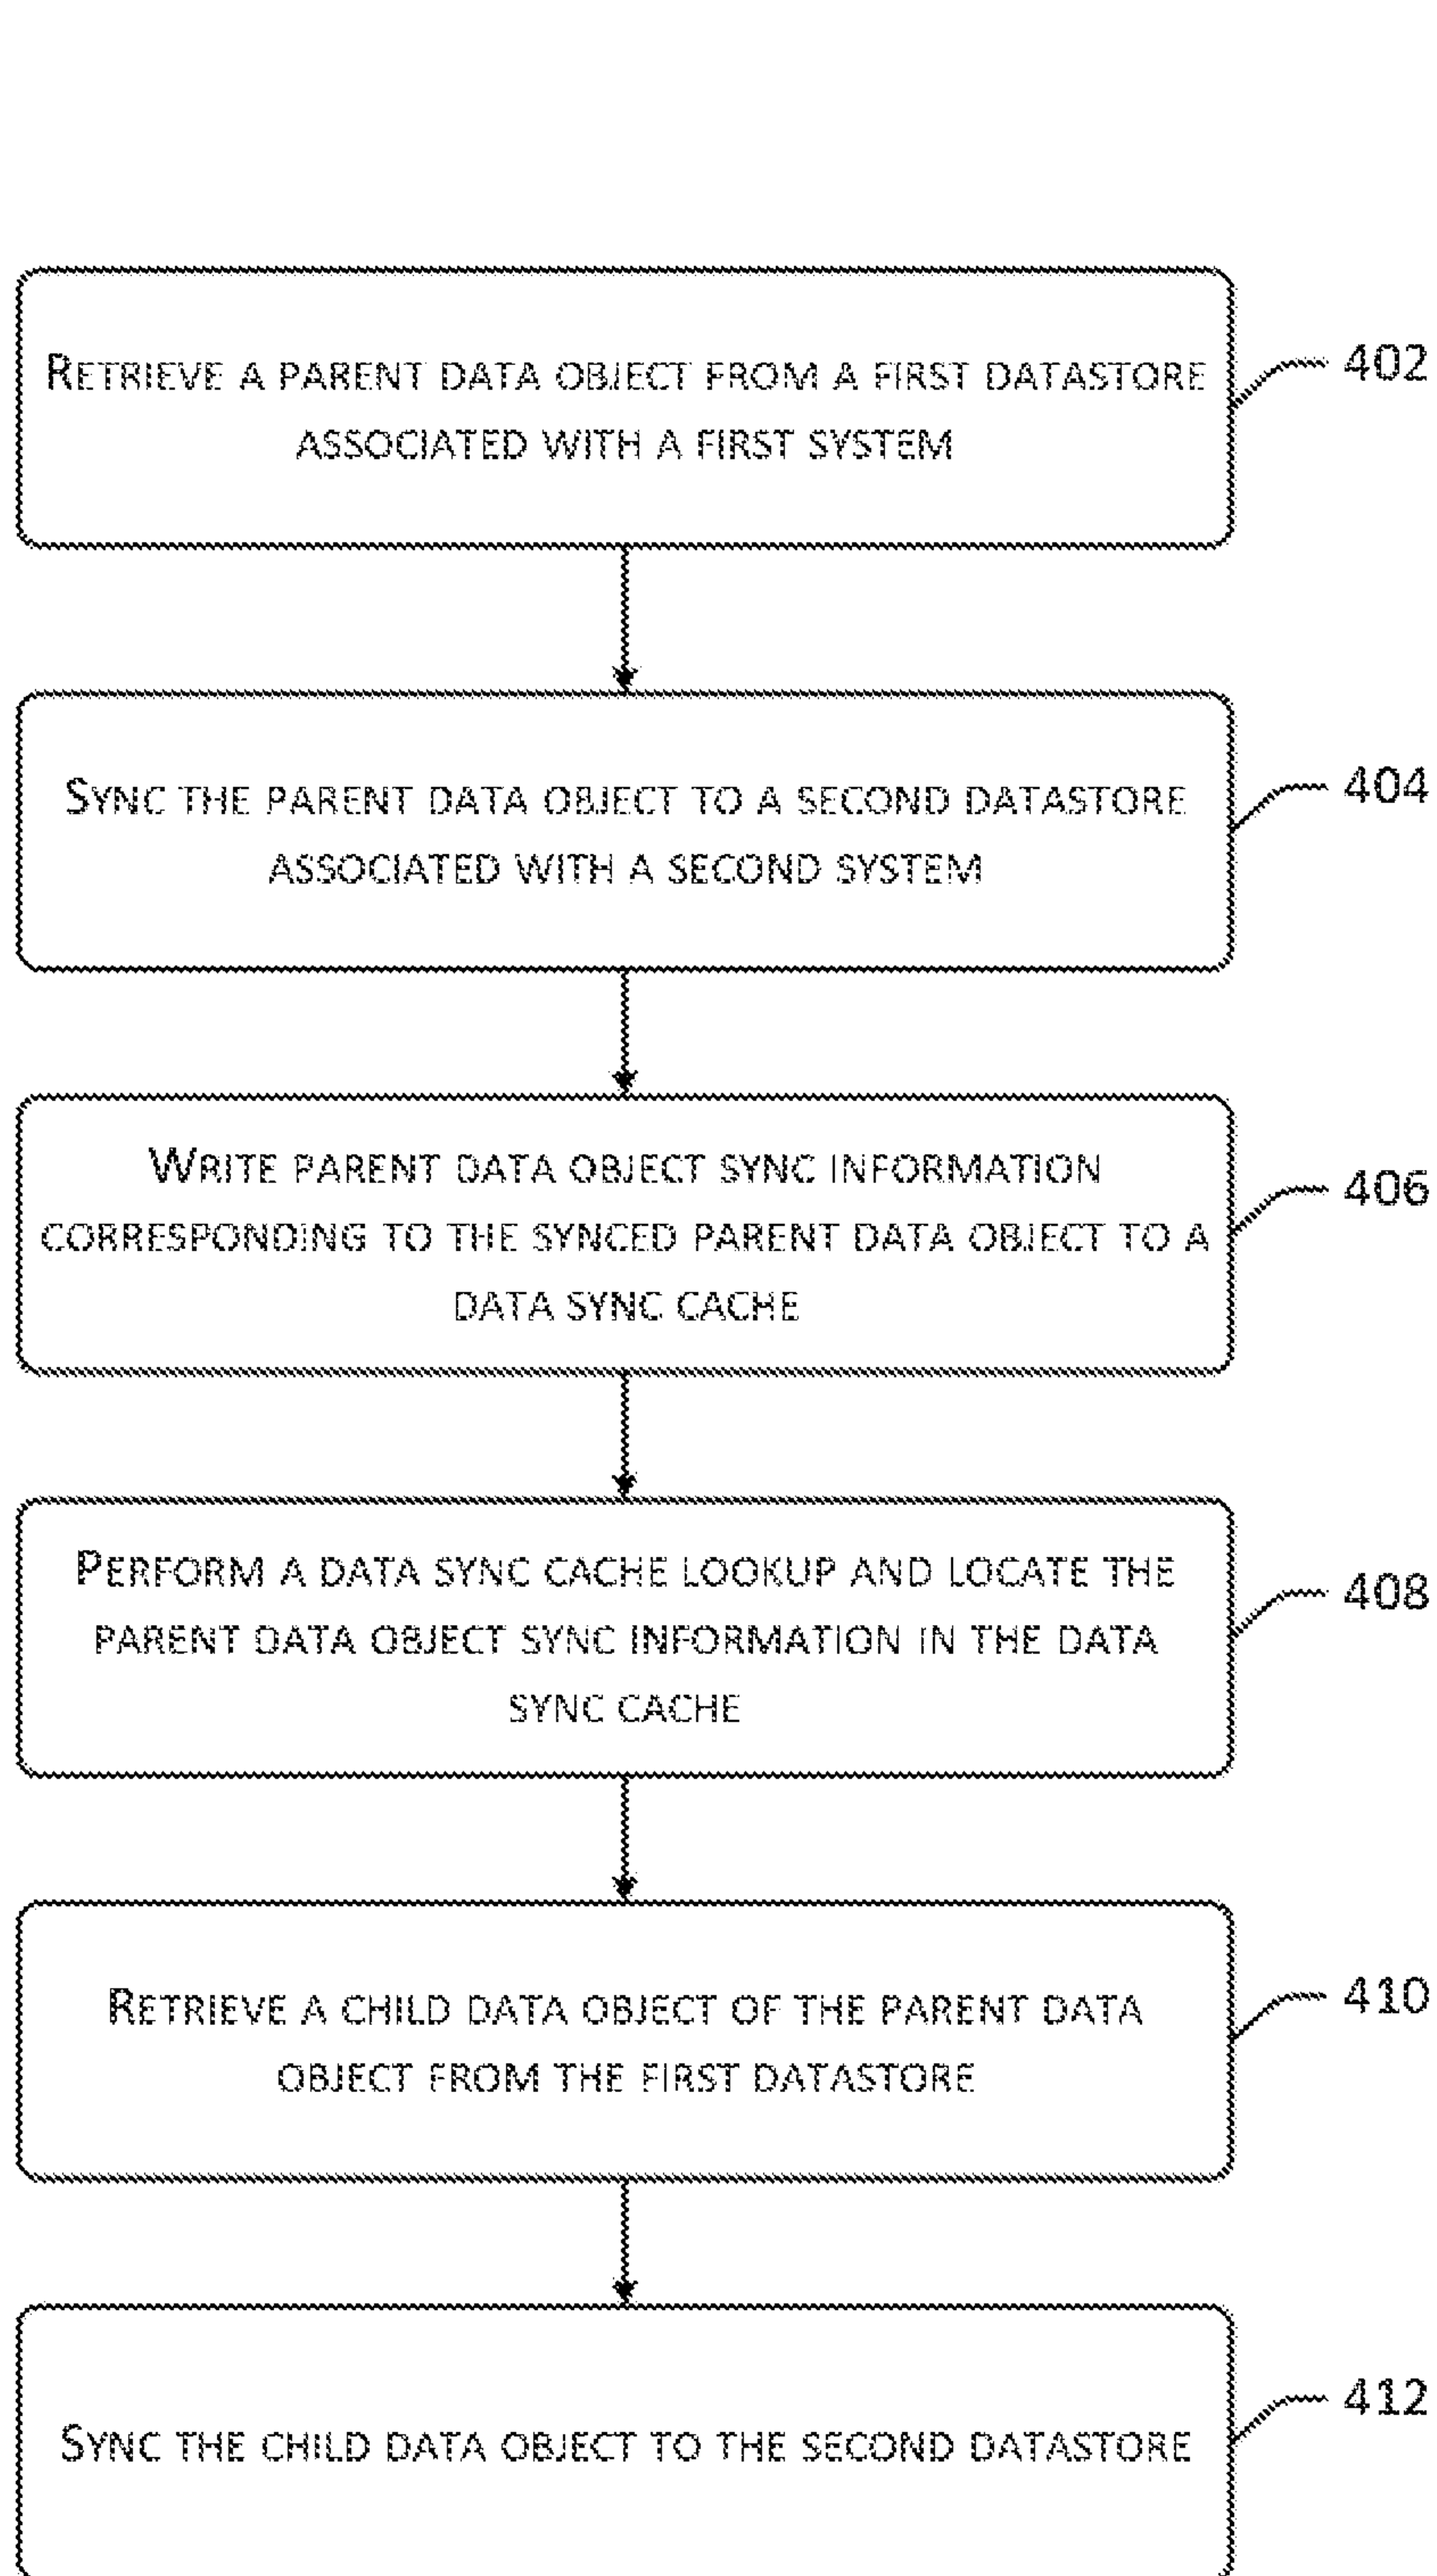 RETRIEVE A PARENT DATA OBJECT FROM A FIRST DATASTORE
ASSOCIATED WITH A FIRST SYSTEM
402
SYNC THE PARENT DATA OBJECT TO A SECOND DATASTORE
ASSOCIATED WITH A SECOND SYSTEM
404
WRITE PARENT DATA OBJECT SYNC INFORMATION
CORRESPONDING TO THE SYNCED PARENT DATA OBJECT TO A
DATA SYNC CACHE
406
PERFORM A DATA SYNC CACHE LOOKUP AND LOCATE THE
PARENT DATA OBJECT SYNC INFORMATION IN THE DATA
SYNC CACHE
408
RETRIEVE A CHILD DATA OBJECT OF THE PARENT DATA
OBJECT FROM THE FIRST DATASTORE
410
SYNC THE CHILD DATA OBJECT TO THE SECOND DATASTORE
412